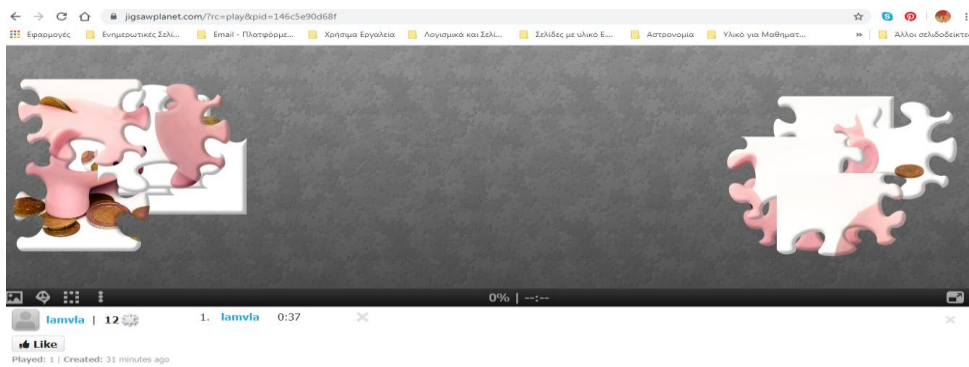 jigsawplanet.com/?rc=play&pid=146c5e90d68f
Εφαρμογές Ενημερωτικές Σελί... Email - Πλατφόρμε... Χρήσιμα Εργαλεία Λογισμικά και Σελί... Σελίδες με υλικό Ε... Αστρονομία Υλικό για Μαθηματ... » Άλλοι σελιδοδείκτε
0% | --:--
lamvla | 12 1. lamvla 0:37
Like
Played: 1 | Created: 31 minutes ago